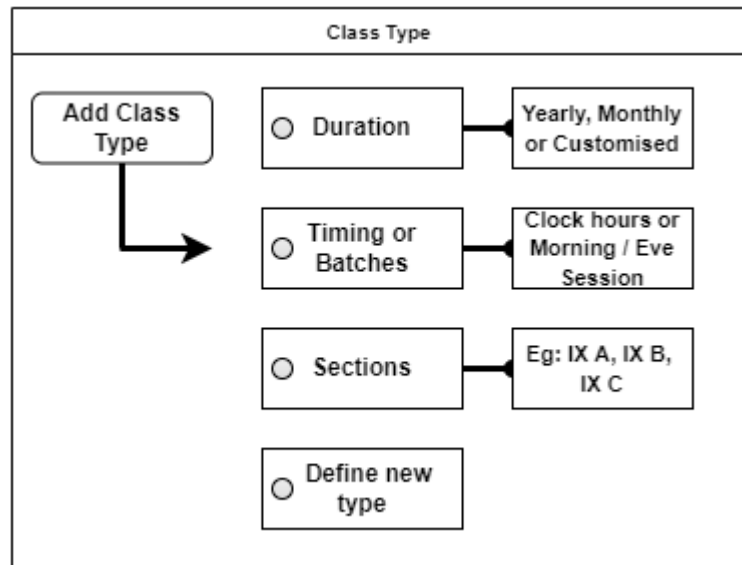 Class Type
Add Class
Type
Duration
Yearly, Monthly
or Customised
Timing or
Batches
Clock hours or
Morning / Eve
Session
Sections
Eg: IX A, IX B,
IX C
Define new
type